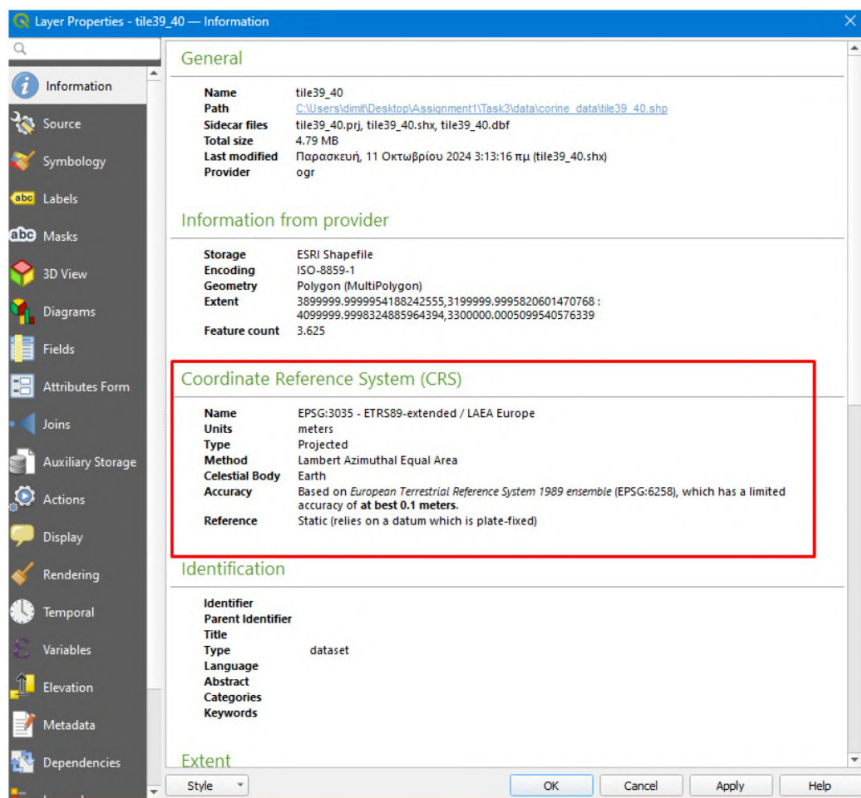 Layer Properties - tile39_40 — Information
Information
Source
Symbology
abc Labels
abc Masks
3D View
Diagrams
Fields
Attributes Form
Joins
Auxiliary Storage
Actions
Display
Rendering
Temporal
Variables
Elevation
Metadata
Dependencies
General
Name tile39_40
Path C:\Users\dimit\Desktop\Assignment1\Task3\data\corine_data\tile39_40.shp
Sidecar files tile39_40.prj, tile39_40.shx, tile39_40.dbf
Total size 4.79 MB
Last modified Παρασκευή, 11 Οκτωβρίου 2024 3:13:16 πμ (tile39_40.shx)
Provider ogr
Information from provider
Storage ESRI Shapefile
Encoding ISO-8859-1
Geometry Polygon (MultiPolygon)
Extent 3899999.9999954188242555,3199999.9995820601470768 :
4099999.9998324885964394,3300000.0005099540576339
Feature count 3.625
Coordinate Reference System (CRS)
Name EPSG:3035 - ETRS89-extended / LAEA Europe
Units meters
Type Projected
Method Lambert Azimuthal Equal Area
Celestial Body Earth
Accuracy Based on European Terrestrial Reference System 1989 ensemble (EPSG:6258), which has a limited
accuracy of at best 0.1 meters.
Reference Static (relies on a datum which is plate-fixed)
Identification
Identifier
Parent Identifier
Title
Type dataset
Language
Abstract
Categories
Keywords
Extent
Style
OK
Cancel
Apply
Help